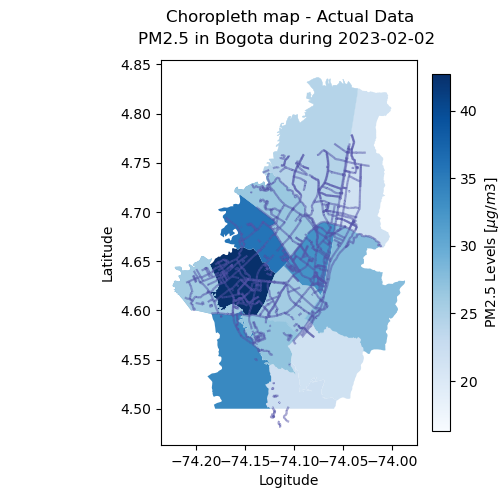 Choropleth map - Actual Data
PM2.5 in Bogota during 2023-02-02
4.85
4.80
4.75
4.70
4.65
4.60
4.55
4.50
Latitude
−74.20 −74.15 −74.10 −74.05 −74.00
Logitude
40
35
30
25
20
PM2.5 Levels [μg/m3]